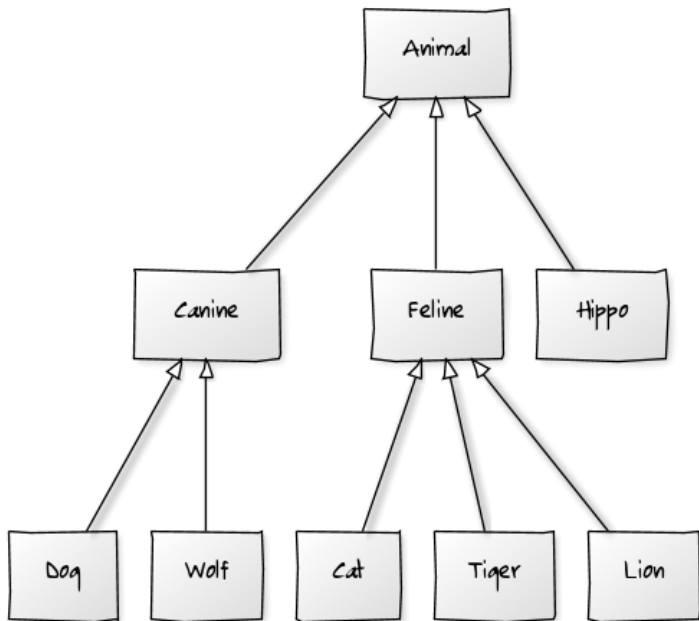 Animal
Canine
Feline
Hippo
Dog
Wolf
Cat
Tiger
Lion